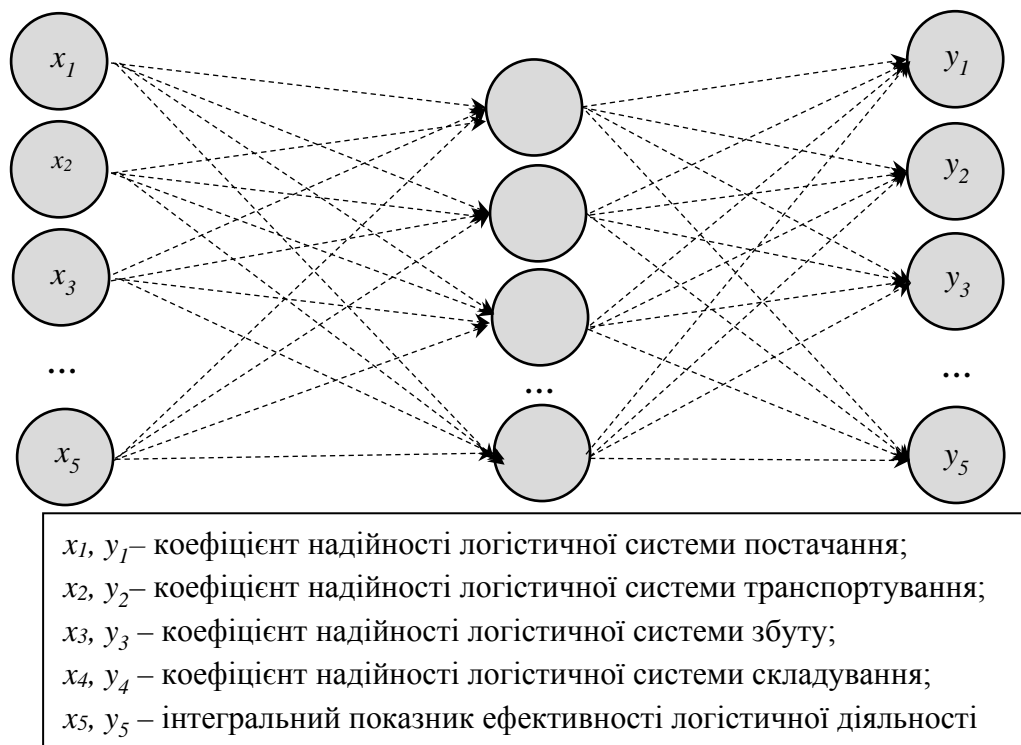 x1 y1
x2 y2
x3 y3
... ... ...
x5 y5
x1, y1– коефіцієнт надійності логістичної системи постачання;
x2, y2– коефіцієнт надійності логістичної системи транспортування;
x3, y3 – коефіцієнт надійності логістичної системи збуту;
x4, y4 – коефіцієнт надійності логістичної системи складування;
x5, y5 – інтегральний показник ефективності логістичної діяльності